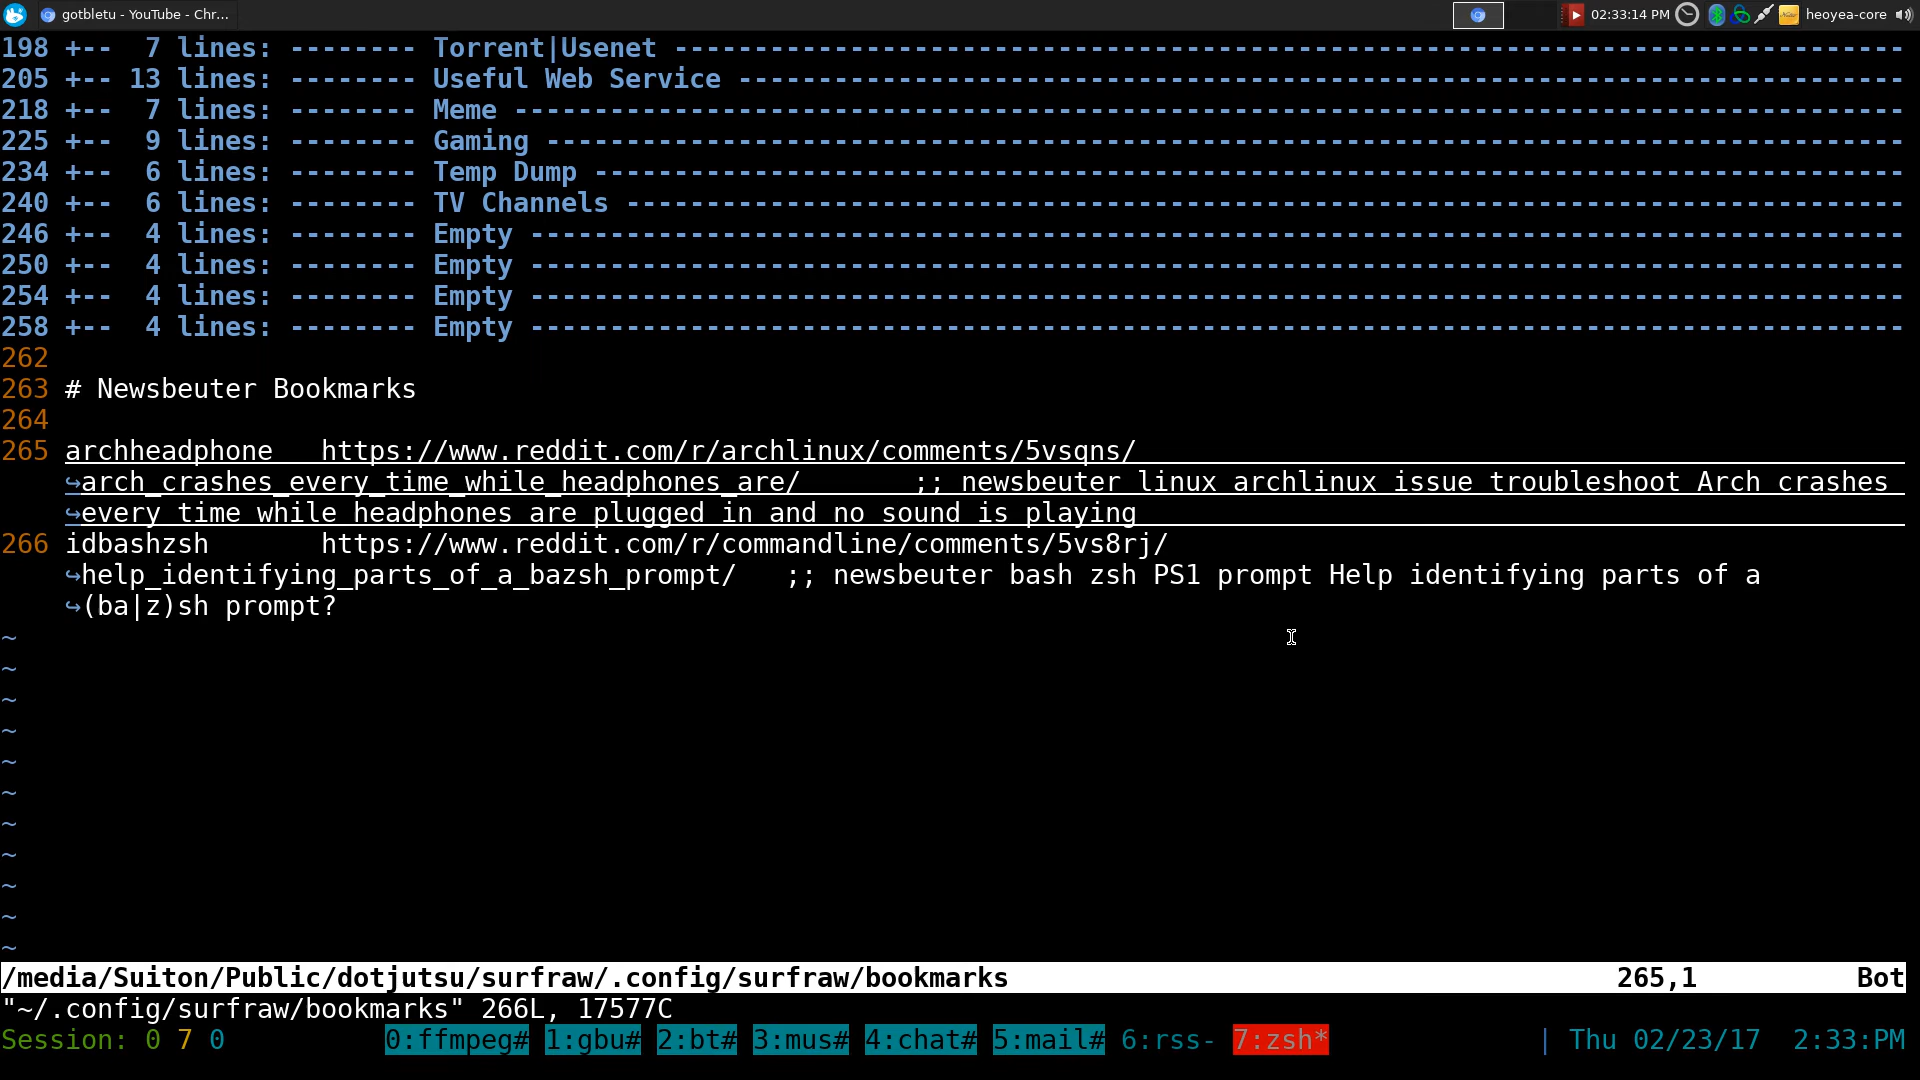 gotbletu - YouTube - Chr... 02:33:14 PM heoyea-core
198 +--  7 lines: -------- Torrent|Usenet -----------------------------------------------------------------------------
205 +-- 13 lines: -------- Useful Web Service -------------------------------------------------------------------------
218 +--  7 lines: -------- Meme ---------------------------------------------------------------------------------------
225 +--  9 lines: -------- Gaming -------------------------------------------------------------------------------------
234 +--  6 lines: -------- Temp Dump ----------------------------------------------------------------------------------
240 +--  6 lines: -------- TV Channels --------------------------------------------------------------------------------
246 +--  4 lines: -------- Empty --------------------------------------------------------------------------------------
250 +--  4 lines: -------- Empty --------------------------------------------------------------------------------------
254 +--  4 lines: -------- Empty --------------------------------------------------------------------------------------
258 +--  4 lines: -------- Empty --------------------------------------------------------------------------------------
262
263 # Newsbeuter Bookmarks
264
265 archheadphone   https://www.reddit.com/r/archlinux/comments/5vsqns/
↪arch_crashes_every_time_while_headphones_are/       ;; newsbeuter linux archlinux issue troubleshoot Arch crashes
↪every time while headphones are plugged in and no sound is playing
266 idbashzsh       https://www.reddit.com/r/commandline/comments/5vs8rj/
↪help_identifying_parts_of_a_bazsh_prompt/   ;; newsbeuter bash zsh PS1 prompt Help identifying parts of a
↪(ba|z)sh prompt?
~
~
~
~
~
~
~
~
~
~
~
/media/Suiton/Public/dotjutsu/surfraw/.config/surfraw/bookmarks 265,1 Bot
"~/.config/surfraw/bookmarks" 266L, 17577C
Session: 0 7 0 0:ffmpeg# 1:gbu# 2:bt# 3:mus# 4:chat# 5:mail# 6:rss- 7:zsh* | Thu 02/23/17  2:33:PM